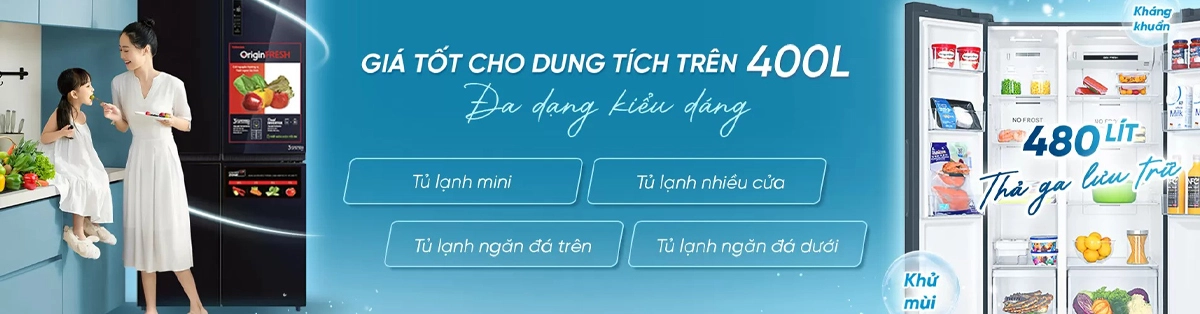 OriginFRESH
GIÁ TỐT CHO DUNG TÍCH TRÊN 400L
Đa dạng kiểu dáng
Tủ lạnh mini
Tủ lạnh nhiều cửa
Tủ lạnh ngăn đá trên
Tủ lạnh ngăn đá dưới
Kháng
khuẩn
NO FROST
480 LÍT
Thả ga lưu trữ
Milk
Khử
mùi